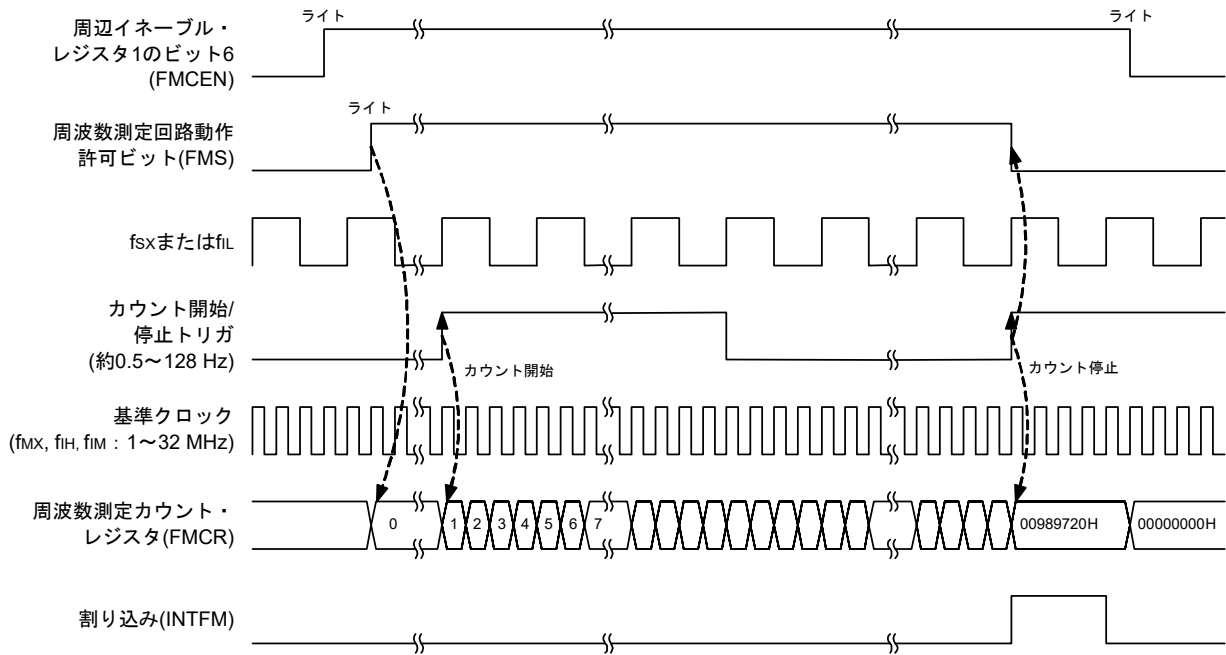 ライト
ライト
周辺イネーブル・
レジスタ1のビット6
(FMCEN)
ライト
周波数測定回路動作
許可ビット(FMS)
fSXまたはfIL
カウント開始/
停止トリガ
(約0.5～128 Hz)
カウント開始
カウント停止
基準クロック
(fMX, fIH, fIM : 1～32 MHz)
周波数測定カウント・
レジスタ(FMCR)
0
1
2
3
4
5
6
7
00989720H
00000000H
割り込み(INTFM)